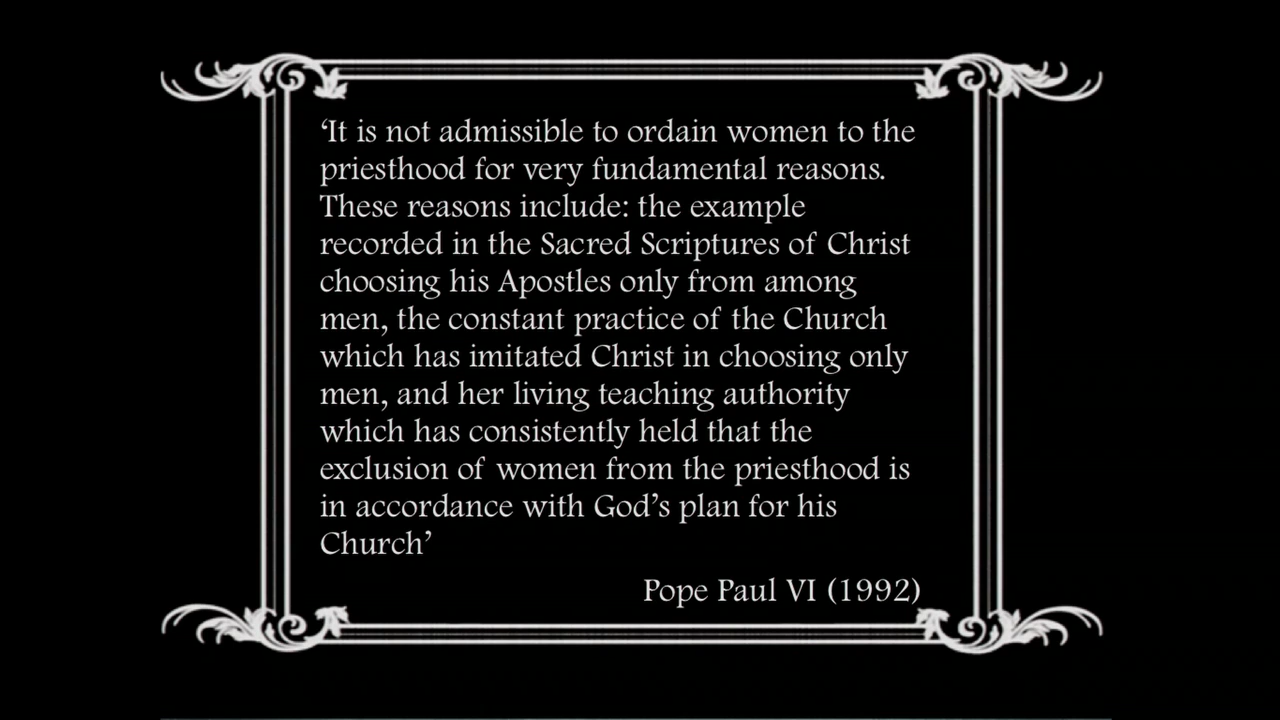 ‘It is not admissible to ordain women to the
priesthood for very fundamental reasons.
These reasons include: the example
recorded in the Sacred Scriptures of Christ
choosing his Apostles only from among
men, the constant practice of the Church
which has imitated Christ in choosing only
men, and her living teaching authority
which has consistently held that the
exclusion of women from the priesthood is
in accordance with God’s plan for his
Church’
Pope Paul VI (1992)